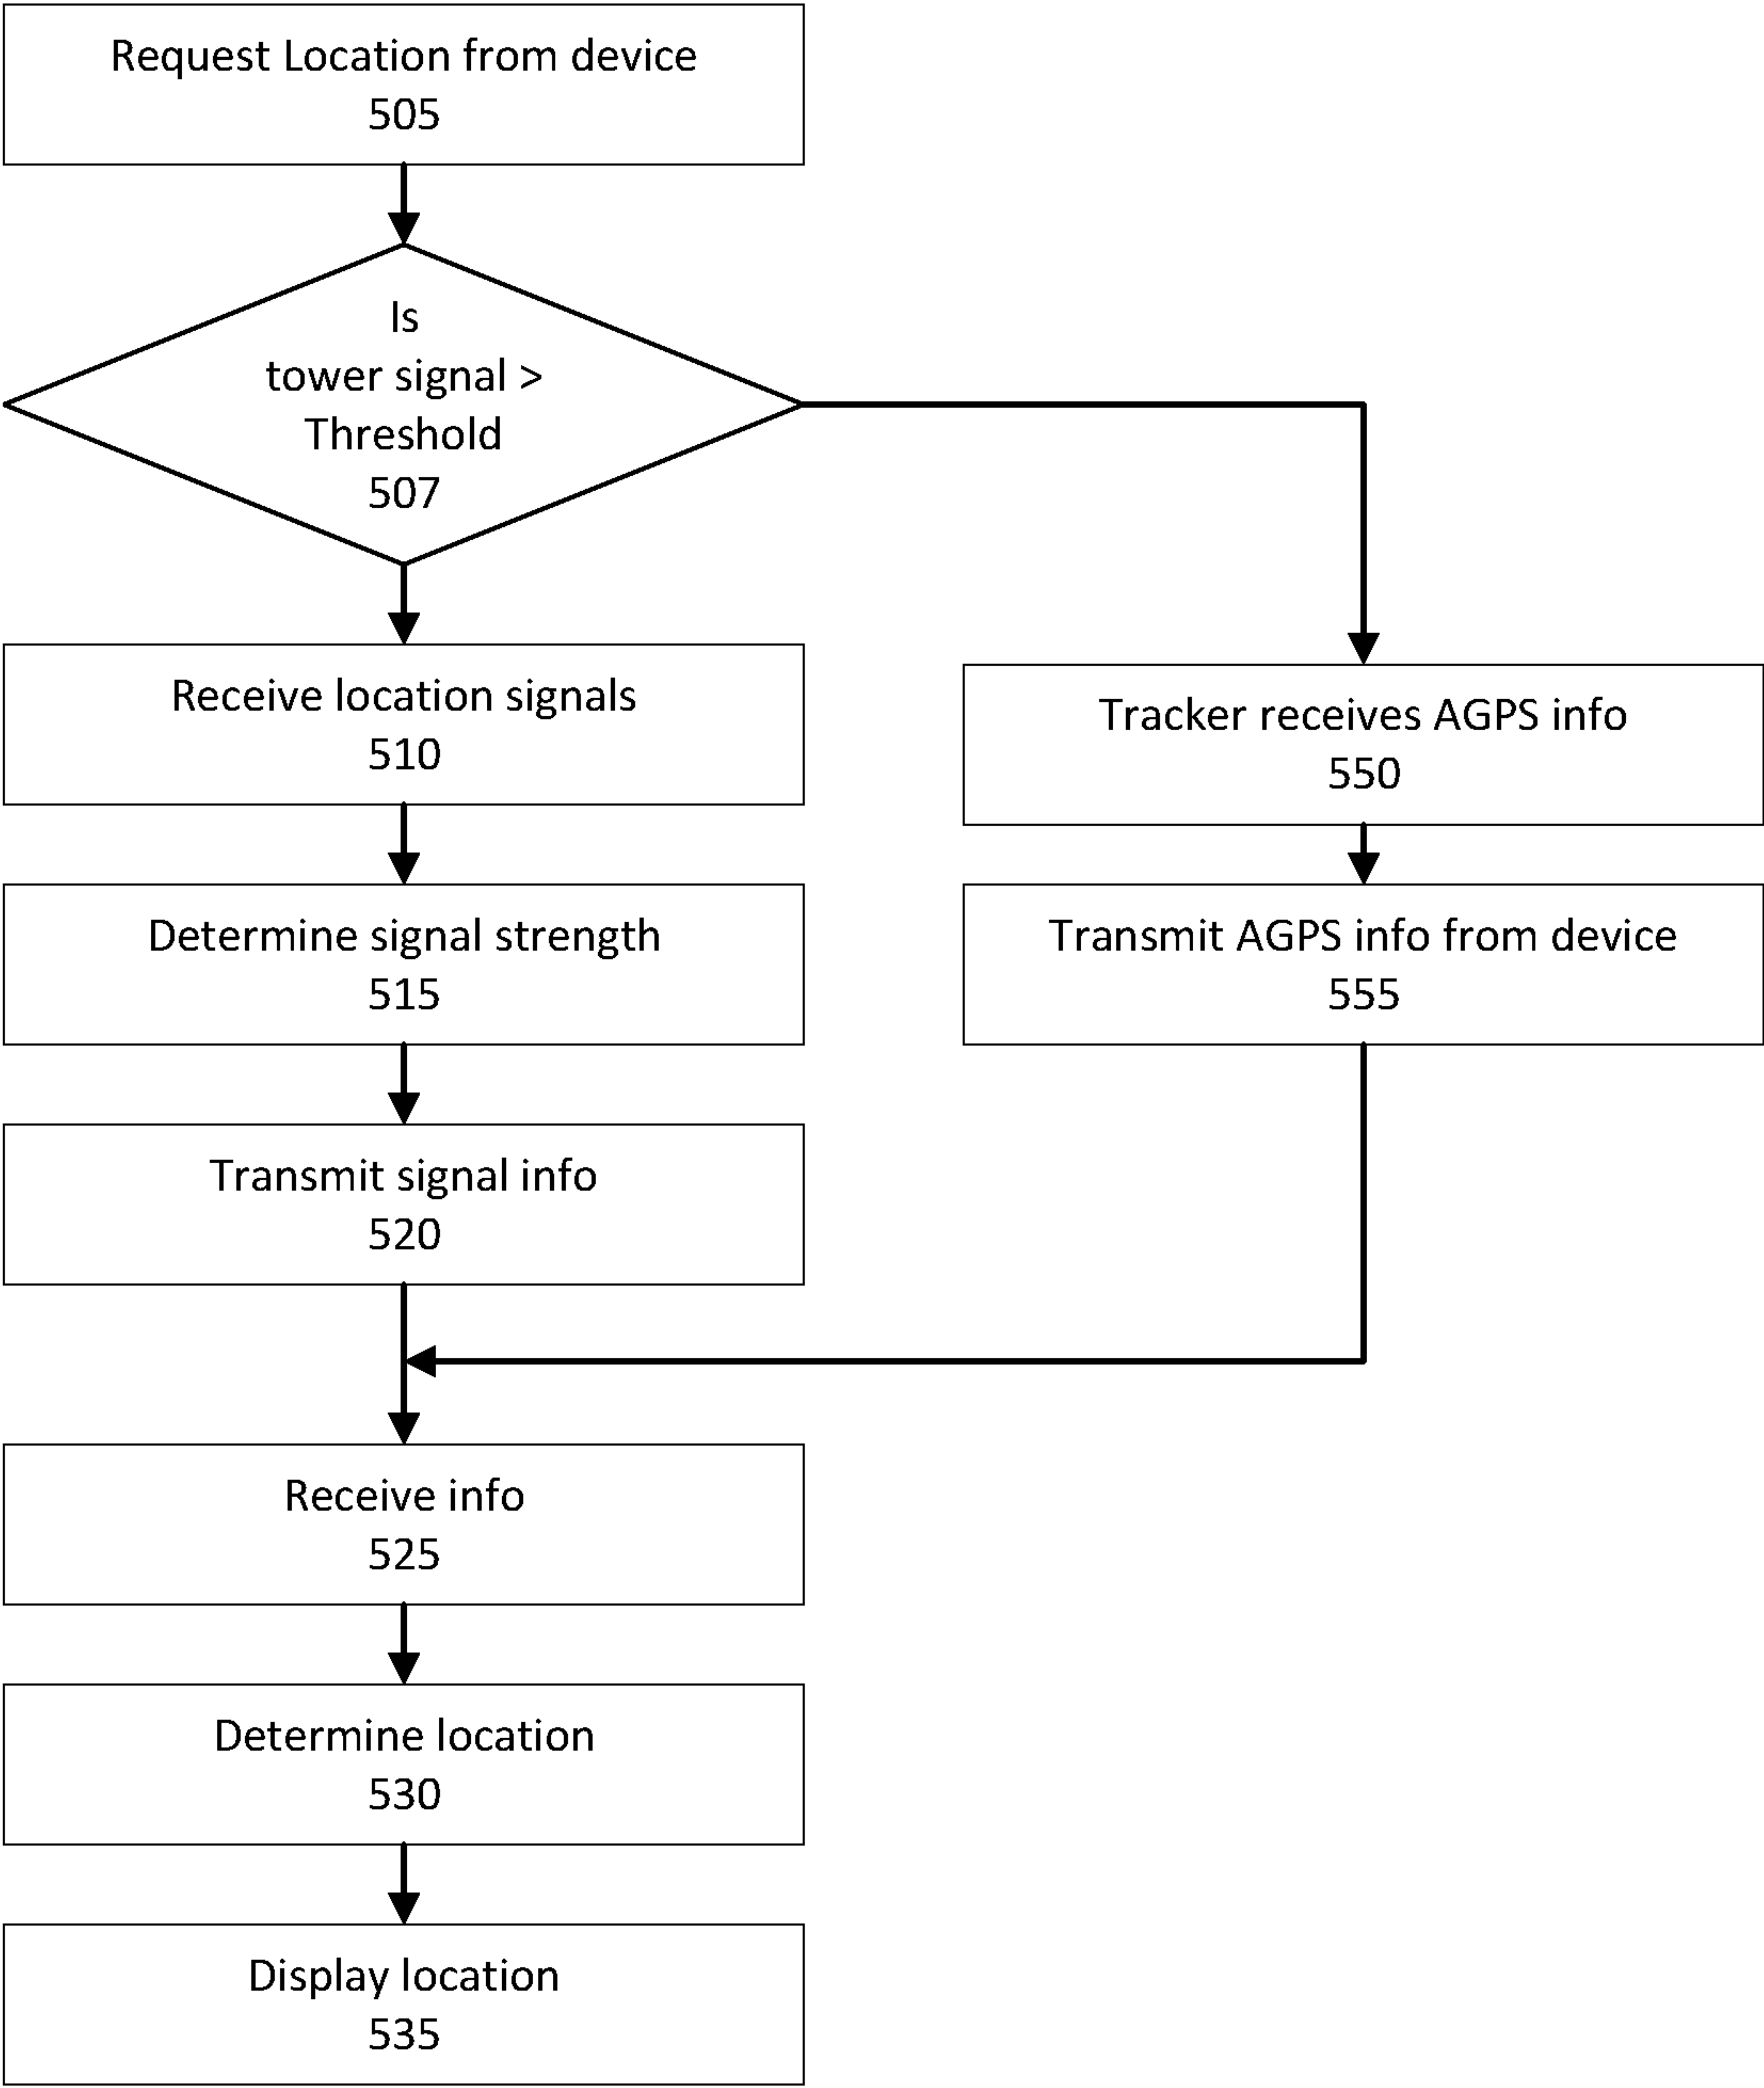 Request Location from device
505
Is
tower signal >
Threshold
507
Receive location signals
510
Tracker receives AGPS info
550
Determine signal strength
515
Transmit AGPS info from device
555
Transmit signal info
520
Receive info
525
Determine location
530
Display location
535